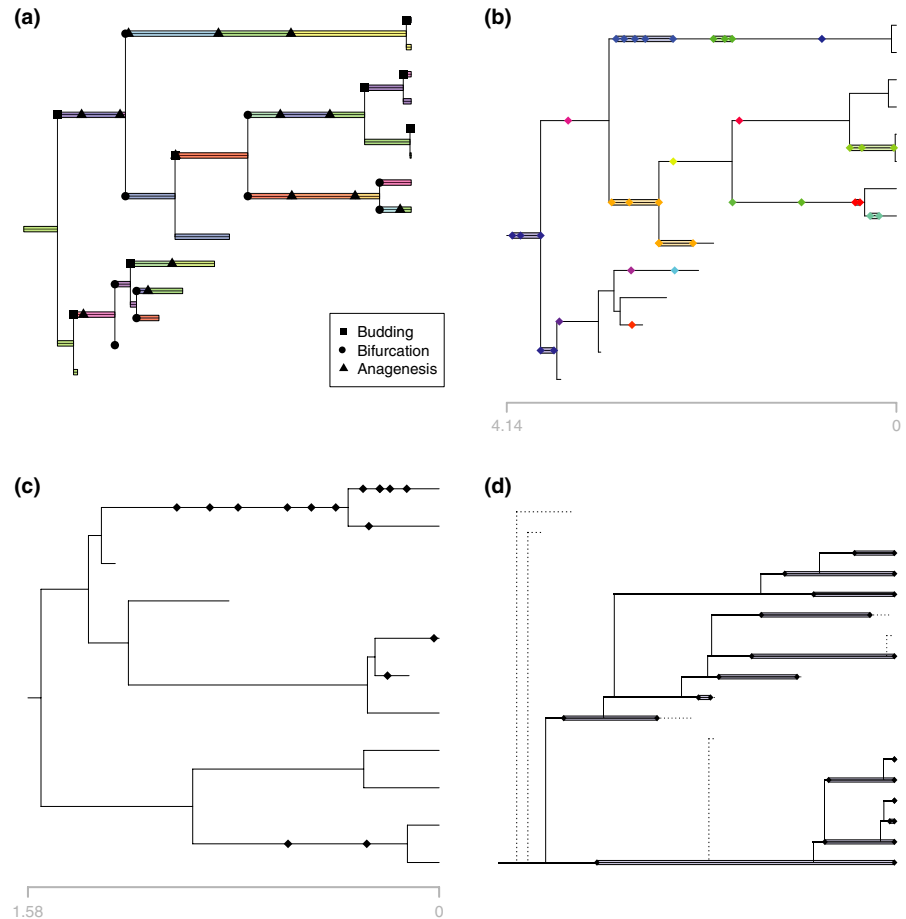 (a)
(b)
Budding
Bifurcation
Anagenesis
4.14
0
(c)
(d)
1.58
0